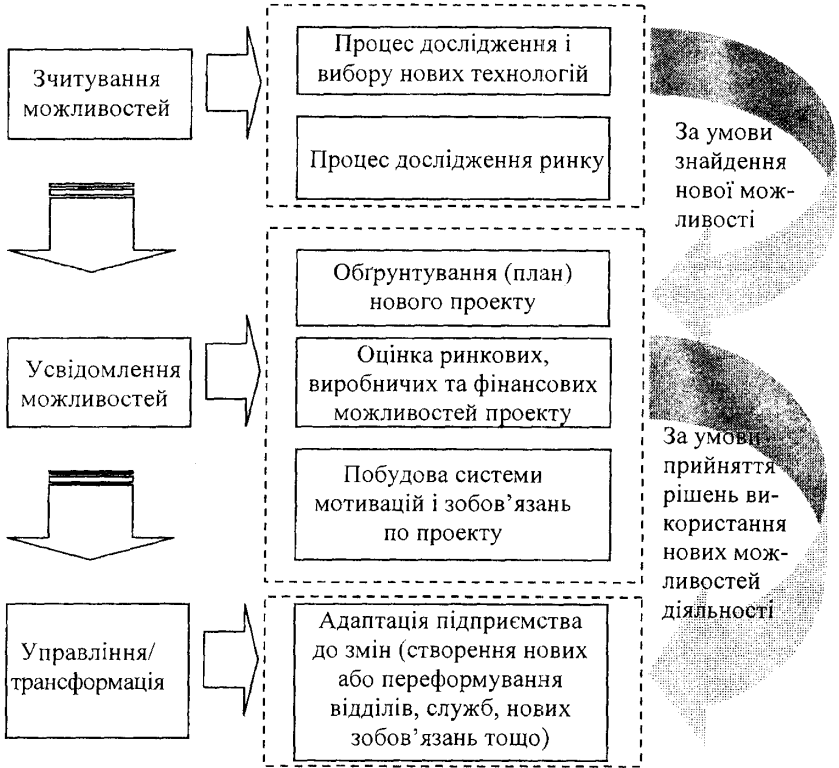 Зчитування
можливостей
Процес дослідження і
вибору нових технологій
Процес дослідження ринку
За умови
знайдення
нової мож-
ливості
Усвідомлення
можливостей
Обґрунтування (план)
нового проекту
Оцінка ринкових,
виробничих та фінансових
можливостей проекту
Побудова системи
мотивацій і зобов’язань
по проекту
За умови
прийняття
рішень ви-
користання
нових мож-
ливостей
діяльності
Управління/
трансформація
Адаптація підприємства
до змін (створення нових
або переформування
відділів, служб, нових
зобов’язань тощо)